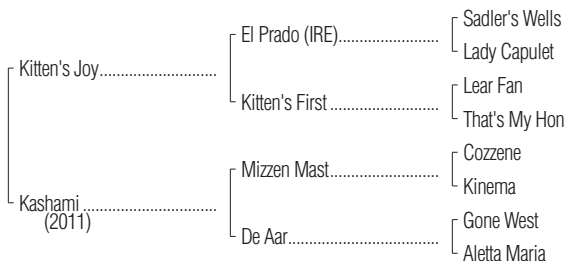 Sadler's Wells
El Prado (IRE)
Lady Capulet
Kitten's Joy
Lear Fan
Kitten's First
That's My Hon
Cozzene
Mizzen Mast
Kinema
Kashami
(2011)
Gone West
De Aar
Aletta Maria